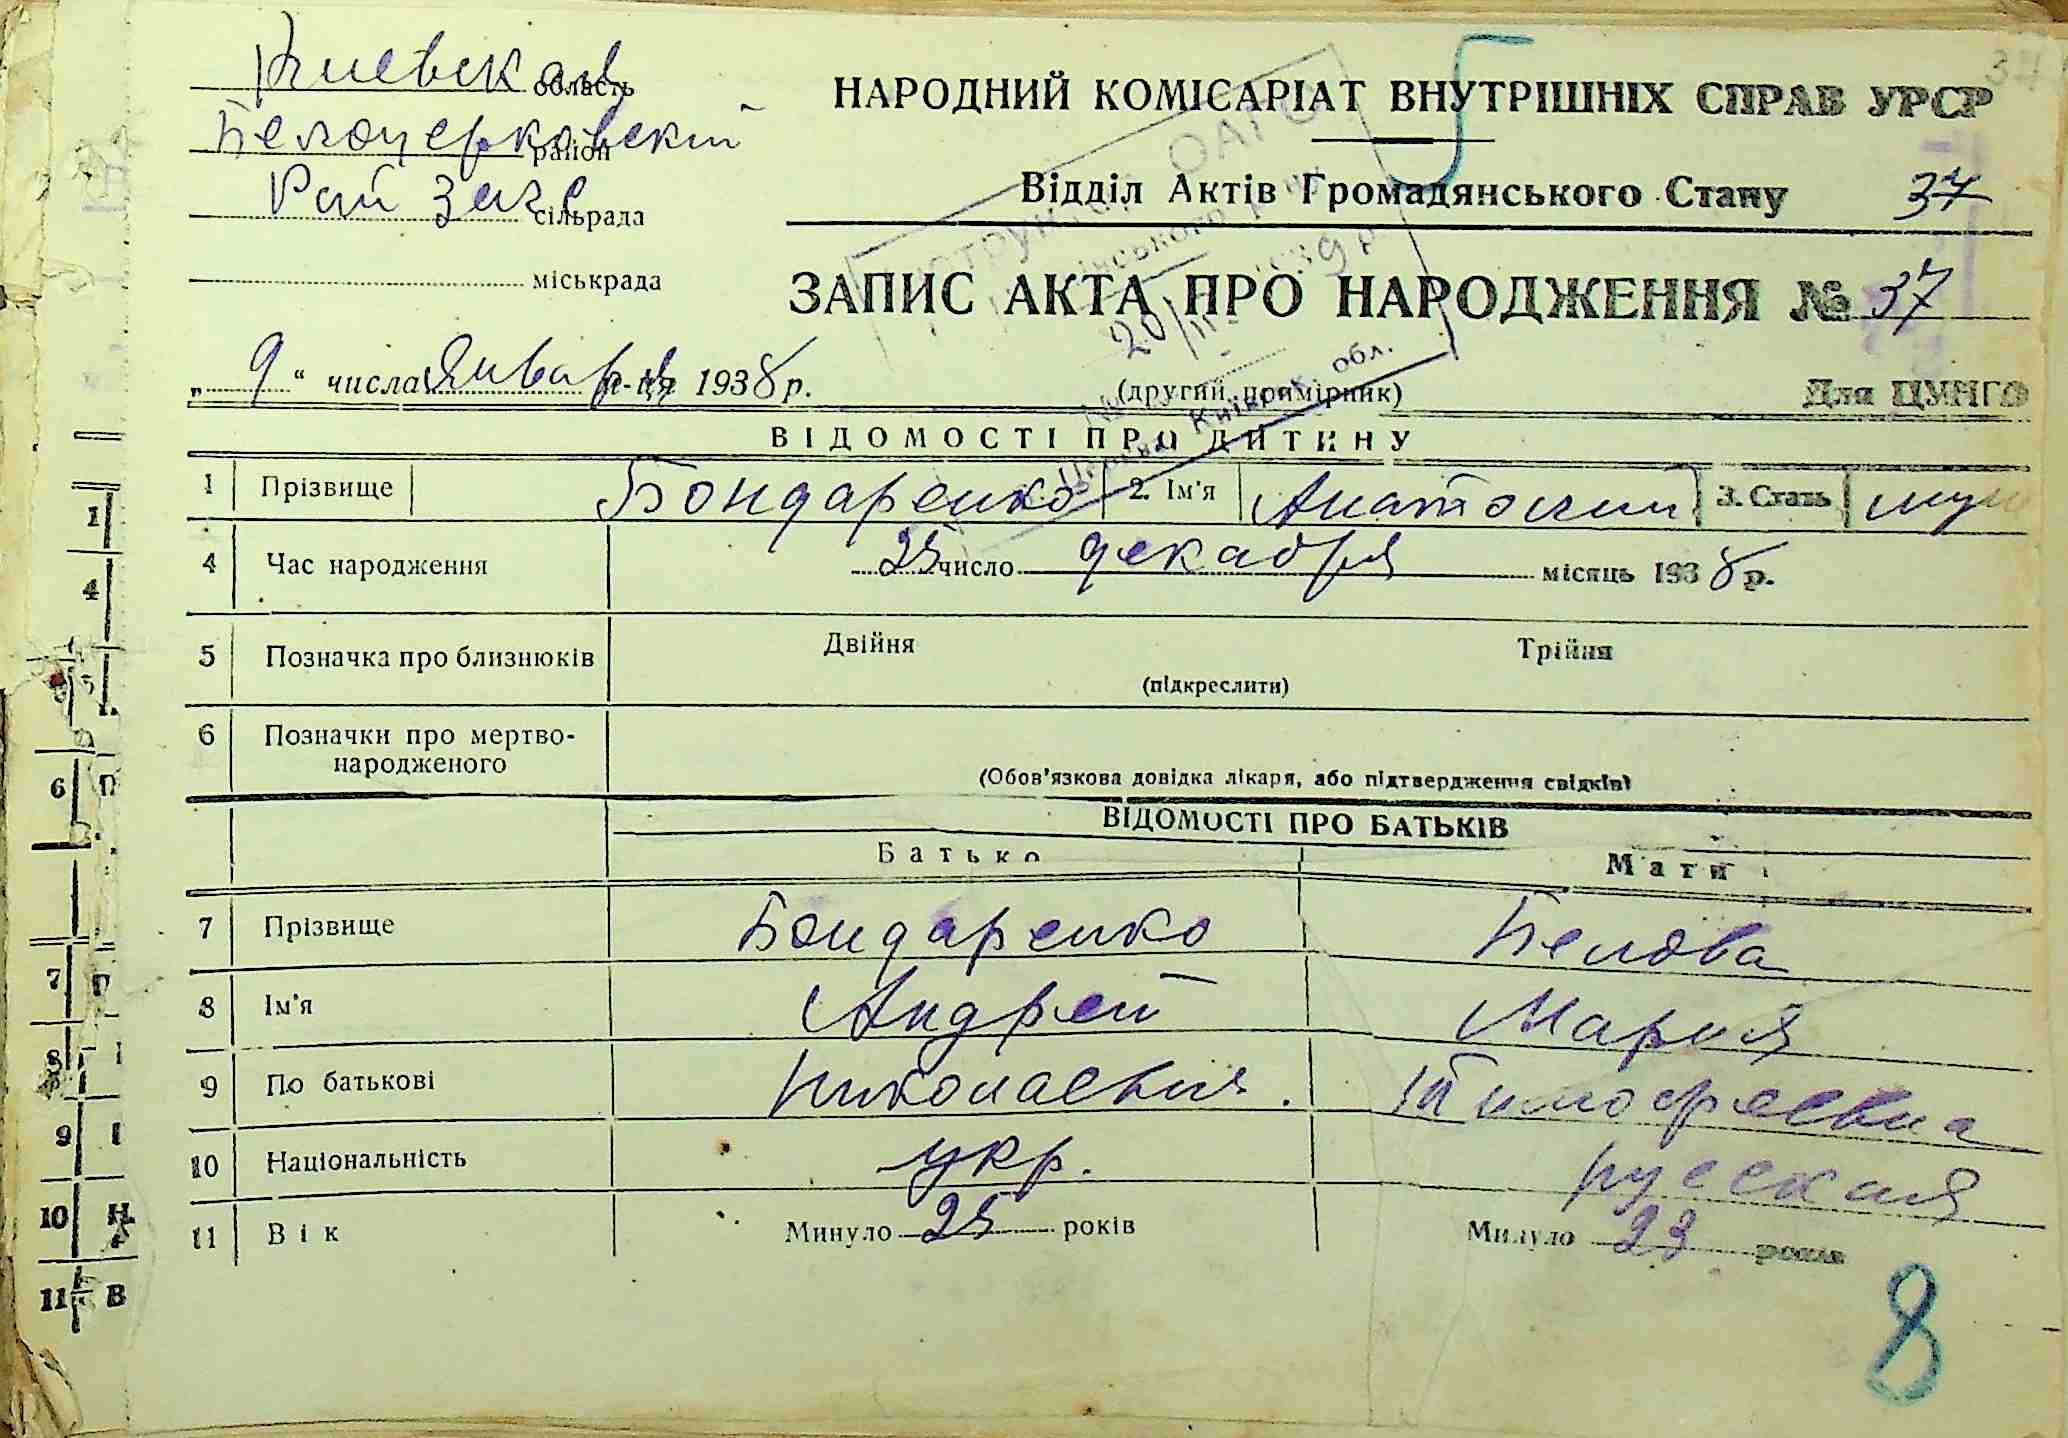 Киевская область
Белоцерковский район
Рай Загс сільрада
міськрада
НАРОДНИЙ КОМІСАРІАТ ВНУТРІШНІХ СПРАВ УРСР
Відділ Актів Громадянського Стану 37
ЗАПИС АКТА ПРО НАРОДЖЕННЯ № 37
„ 9 “ числа Января м-ця 1938 р.
(другий примірник) Для ЦУНГО
ВІДОМОСТІ ПРО ДИТИНУ
1 Прізвище Бондаренко 2. Ім'я Анатолий 3. Стать муж
4 Час народження число декабря місяць 1938 р.
5 Позначка про близнюків Двійня Трійня
(підкреслити)
6 Позначки про мертво-
народженого
(Обов'язкова довідка лікаря, або підтвердження свідків)
ВІДОМОСТІ ПРО БАТЬКІВ
Батько Мати
7 Прізвище Бондаренко Белова
8 Ім'я Андрей Мария
9 По батькові Николаевич. Тимофеевна
10 Національність укр. русская
11 Вік Минуло 25 років Минуло 23 років
5
8